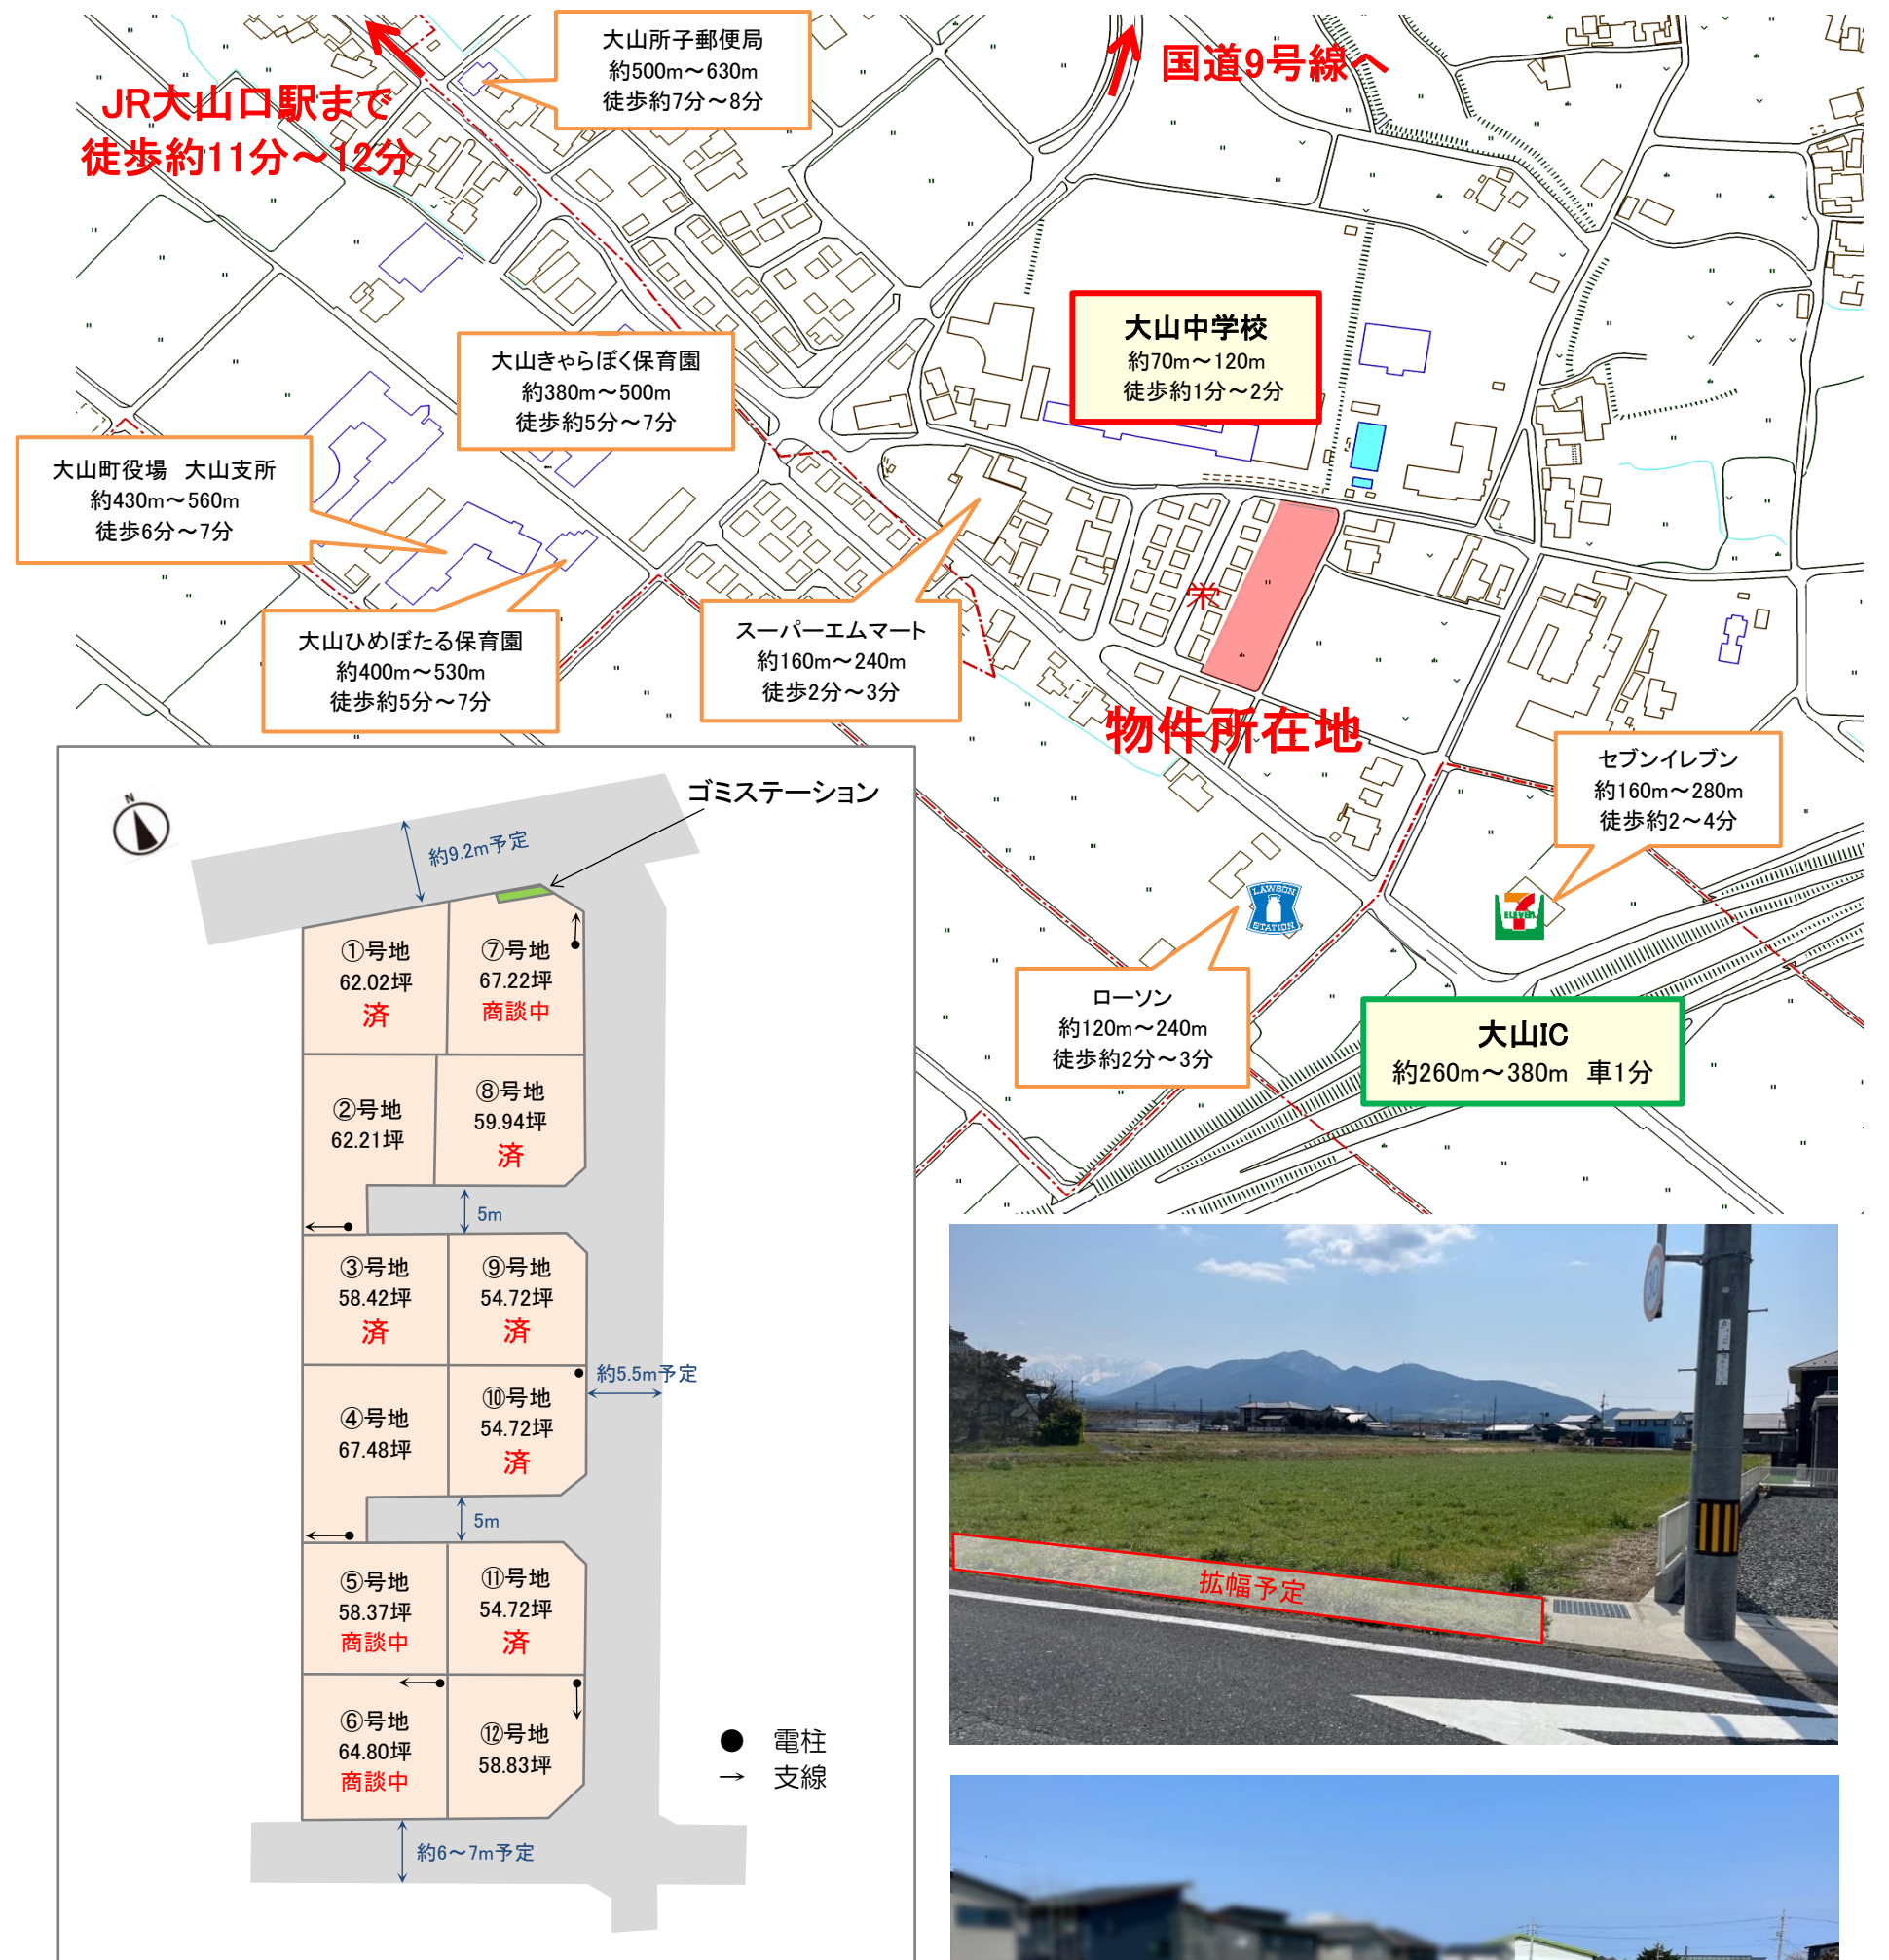 JR大山口駅まで
徒歩約11分～12分
大山所子郵便局
約500m～630m
徒歩約7分～8分
国道9号線へ
大山中学校
約70m～120m
徒歩約1分～2分
大山きゃらぼく保育園
約380m～500m
徒歩約5分～7分
大山町役場　大山支所
約430m～560m
徒歩6分～7分
大山ひめぼたる保育園
約400m～530m
徒歩約5分～7分
スーパーエムマート
約160m～240m
徒歩2分～3分
栄
物件所在地
セブンイレブン
約160m～280m
徒歩約2～4分
7
ELEVEN
LAWSON
STATION
ローソン
約120m～240m
徒歩約2分～3分
大山IC
約260m～380m　車1分
N
ゴミステーション
約9.2m予定
①号地
62.02坪
済
⑦号地
67.22坪
商談中
②号地
62.21坪
⑧号地
59.94坪
済
5m
③号地
58.42坪
済
⑨号地
54.72坪
済
約5.5m予定
④号地
67.48坪
⑩号地
54.72坪
済
5m
⑤号地
58.37坪
商談中
⑪号地
54.72坪
済
⑥号地
64.80坪
商談中
⑫号地
58.83坪
● 電柱
→ 支線
約6～7m予定
拡幅予定